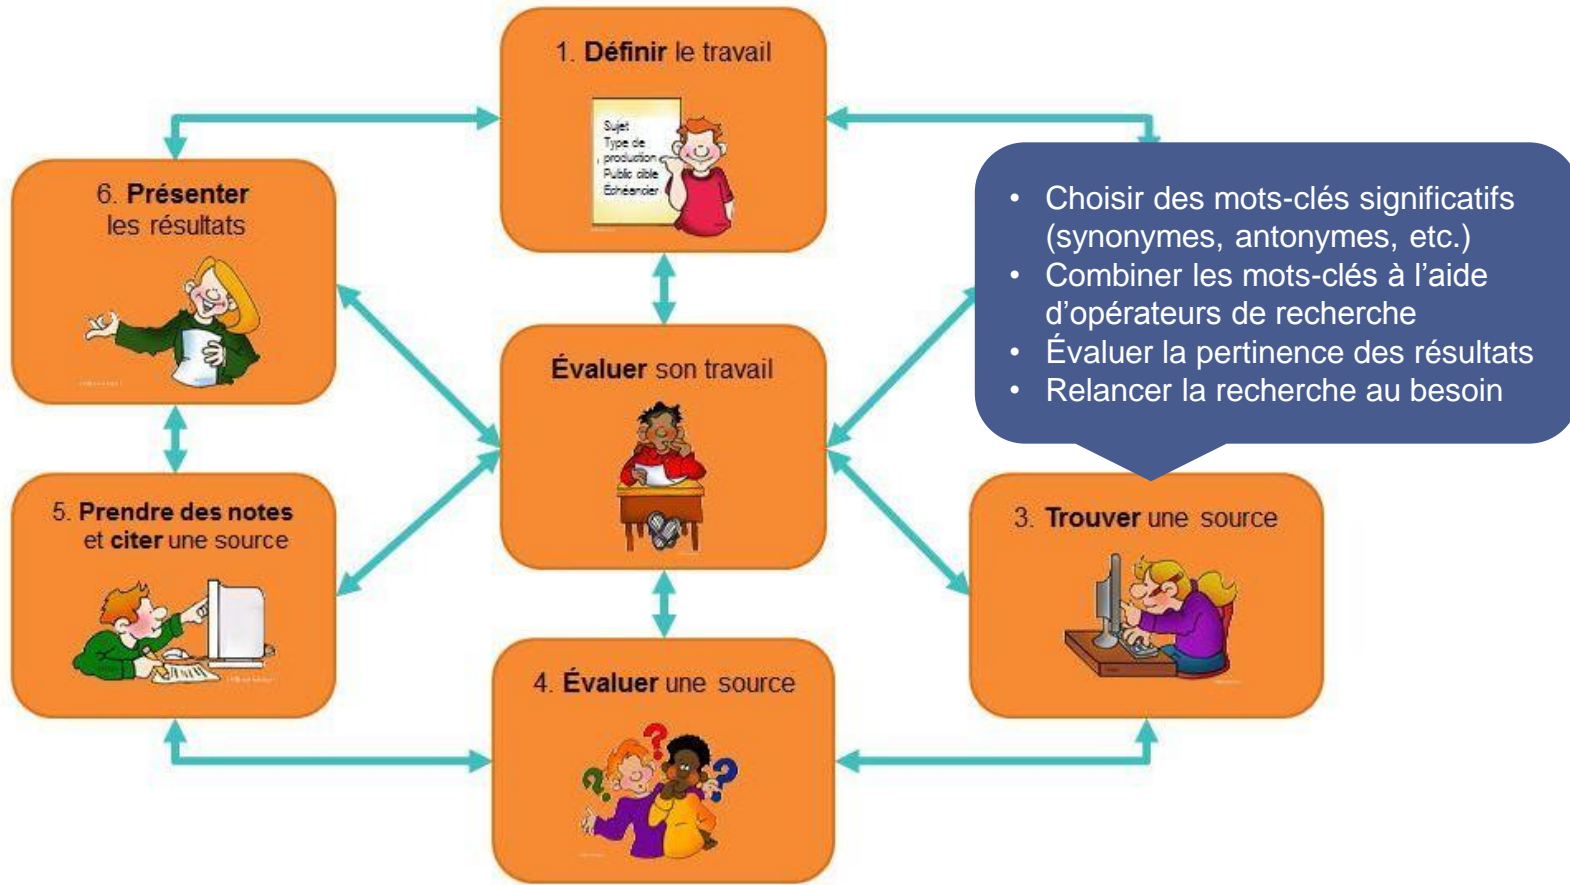 1. Définir le travail
Sujet
Type de
production
Public cible
Échéancier
6. Présenter
les résultats
• Choisir des mots-clés significatifs
(synonymes, antonymes, etc.)
• Combiner les mots-clés à l’aide
d’opérateurs de recherche
• Évaluer la pertinence des résultats
• Relancer la recherche au besoin
Évaluer son travail
5. Prendre des notes
et citer une source
3. Trouver une source
4. Évaluer une source